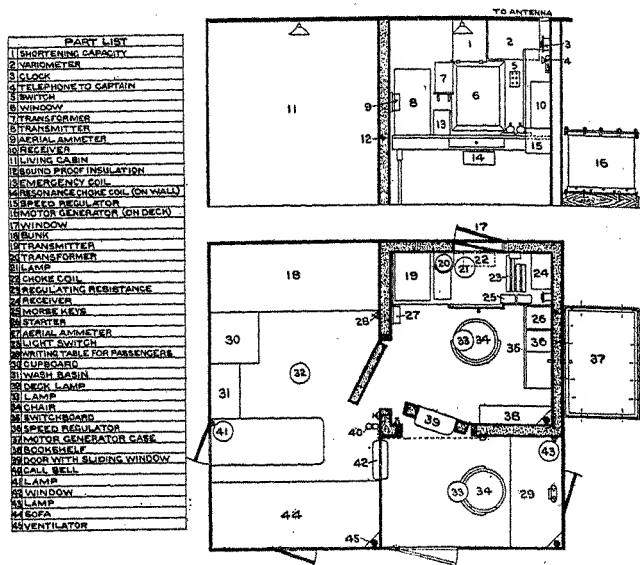 PART LIST
1 SHORTENING CAPACITY
2 VARIOMETER
3 CLOCK
4 TELEPHONE TO CAPTAIN
5 SWITCH
6 WINDOW
7 TRANSFORMER
8 TRANSMITTER
9 AERIAL AMMETER
10 RECEIVER
11 LIVING CABIN
12 SOUND PROOF INSULATION
13 EMERGENCY COIL
14 RESONANCE CHOKE COIL (ON WALL)
15 SPEED REGULATOR
16 MOTOR GENERATOR (ON DECK)
17 WINDOW
18 BUNK
19 TRANSMITTER
20 TRANSFORMER
21 LAMP
22 CHOKE COIL
23 REGULATING RESISTANCE
24 RECEIVER
25 MORSE KEYS
26 STARTER
27 AERIAL AMMETER
28 LIGHT SWITCH
29 WRITING TABLE FOR PASSENGERS
30 CUPBOARD
31 WASH BASIN
32 DECK LAMP
33 LAMP
34 CHAIR
35 SWITCHBOARD
36 SPEED REGULATOR
37 MOTOR GENERATOR CASE
38 BOOKSHELF
39 DOOR WITH SLIDING WINDOW
40 CALL BELL
41 LAMP
42 WINDOW
43 LAMP
44 SOFA
45 VENTILATOR
TO ANTENNA
1 2 3
4
5
7 6
11 9 8 10
13
12 15
14 16
17
18 19 20 21 22 23 24
25
28 27 26
30 33 34 35 36
32 37
31
38
41 40 41 39
42 43
33 34 29
44
45